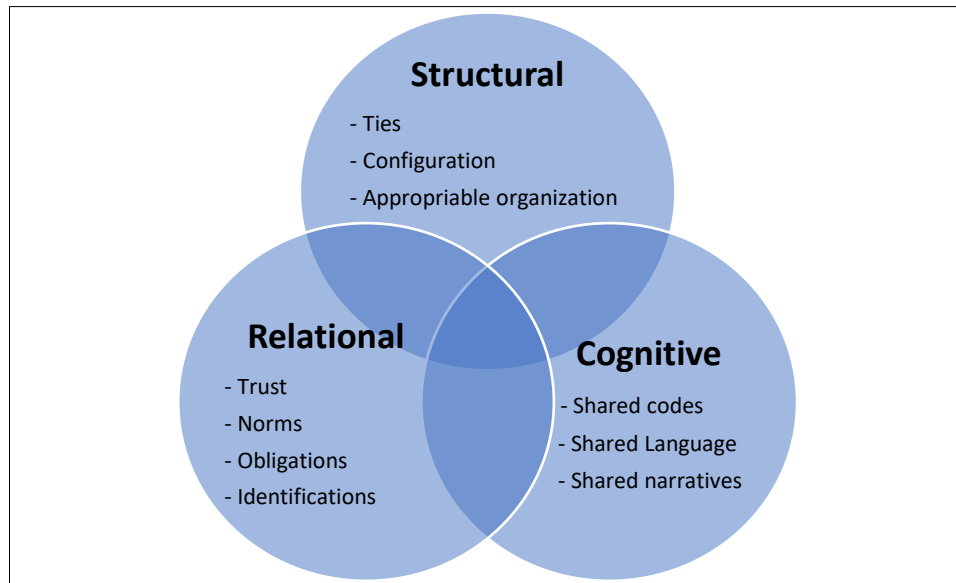 Structural
- Ties
- Configuration
- Appropriable organization
Relational
- Trust
- Norms
- Obligations
- Identifications
Cognitive
- Shared codes
- Shared Language
- Shared narratives